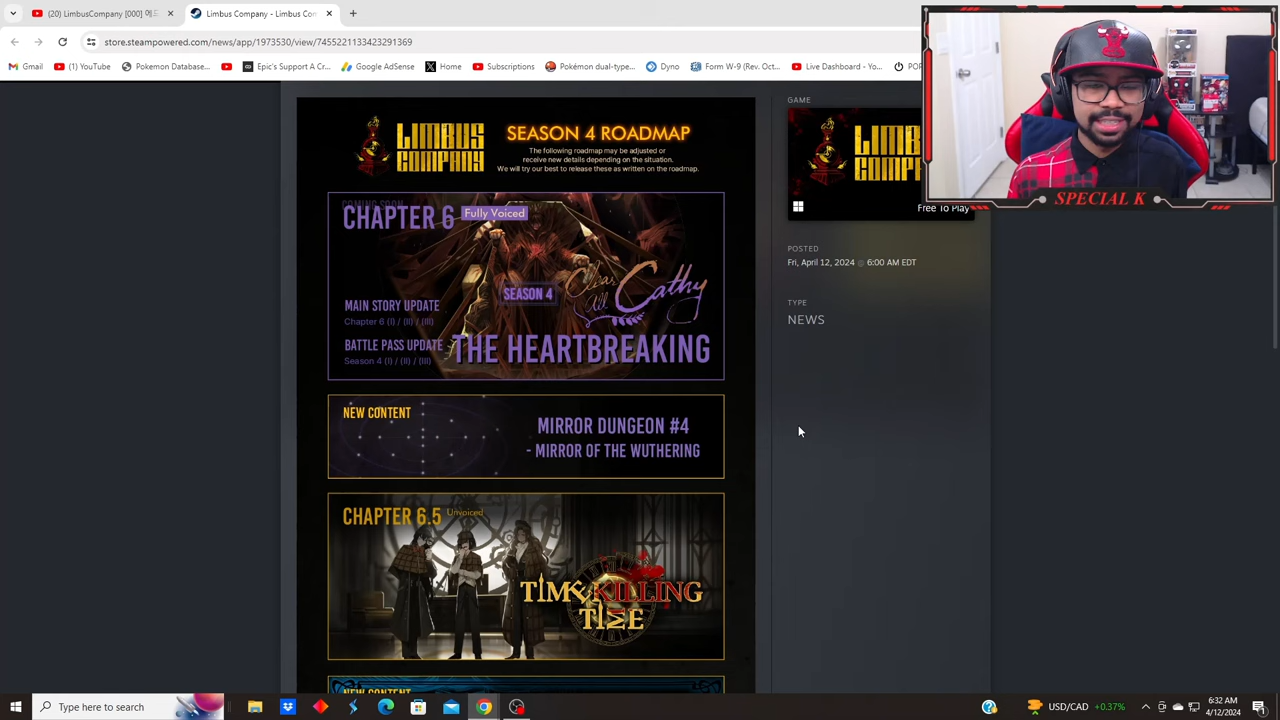 (20) LimbusCompany [000] PLE
Limbus Company - Limbus Con
store.steampowered.com/news/app/1973530/view/
Gmail
(1) YouTube
Pokemon Database...
Support A Cr...
Google AdSense
Home
Subscriptions
Pokémon dual-type...
Dyno
Form W-9 (Rev. Oct...
Live Dashboard - Yo...
LIMBUS COMPANY
SEASON 4 ROADMAP
The following roadmap may be adjusted or
receive new details depending on the situation.
We will try our best to release these as written on the roadmap.
CHAPTER 6 Fully Voiced
SEASON 4
Clear All Cathy
MAIN STORY UPDATE
Chapter 6 (I) / (II) / (III)
BATTLE PASS UPDATE
Season 4 (I) / (II) / (III)
THE HEARTBREAKING
NEW CONTENT
MIRROR DUNGEON #4
- MIRROR OF THE WUTHERING
CHAPTER 6.5 Unvoiced
TIME KILLING
TIME
NEW CONTENT
GAME
Free To Play
POSTED
Fri, April 12, 2024 @ 6:00 AM EDT
TYPE
NEWS
SPECIAL K
Type here to search
USD/CAD +0.37%
6:32 AM
4/12/2024